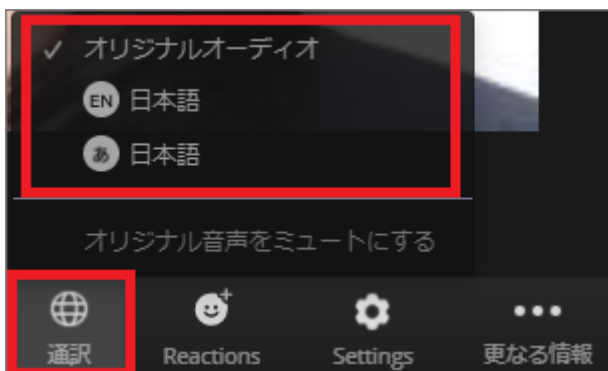 ✓ オリジナルオーディオ
EN 日本語
あ 日本語
オリジナル音声をミュートにする
通訳 Reactions Settings 更なる情報